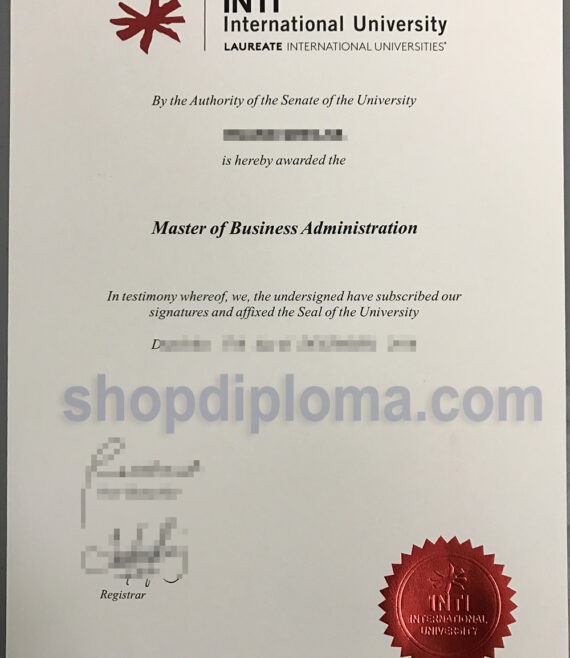 INTI
International University
LAUREATE INTERNATIONAL UNIVERSITIES
By the Authority of the Senate of the University
is hereby awarded the
Master of Business Administration
In testimony whereof, we, the undersigned have subscribed our
signatures and affixed the Seal of the University
shopdiploma.com
Registrar
INTI
INTERNATIONAL
UNIVERSITY